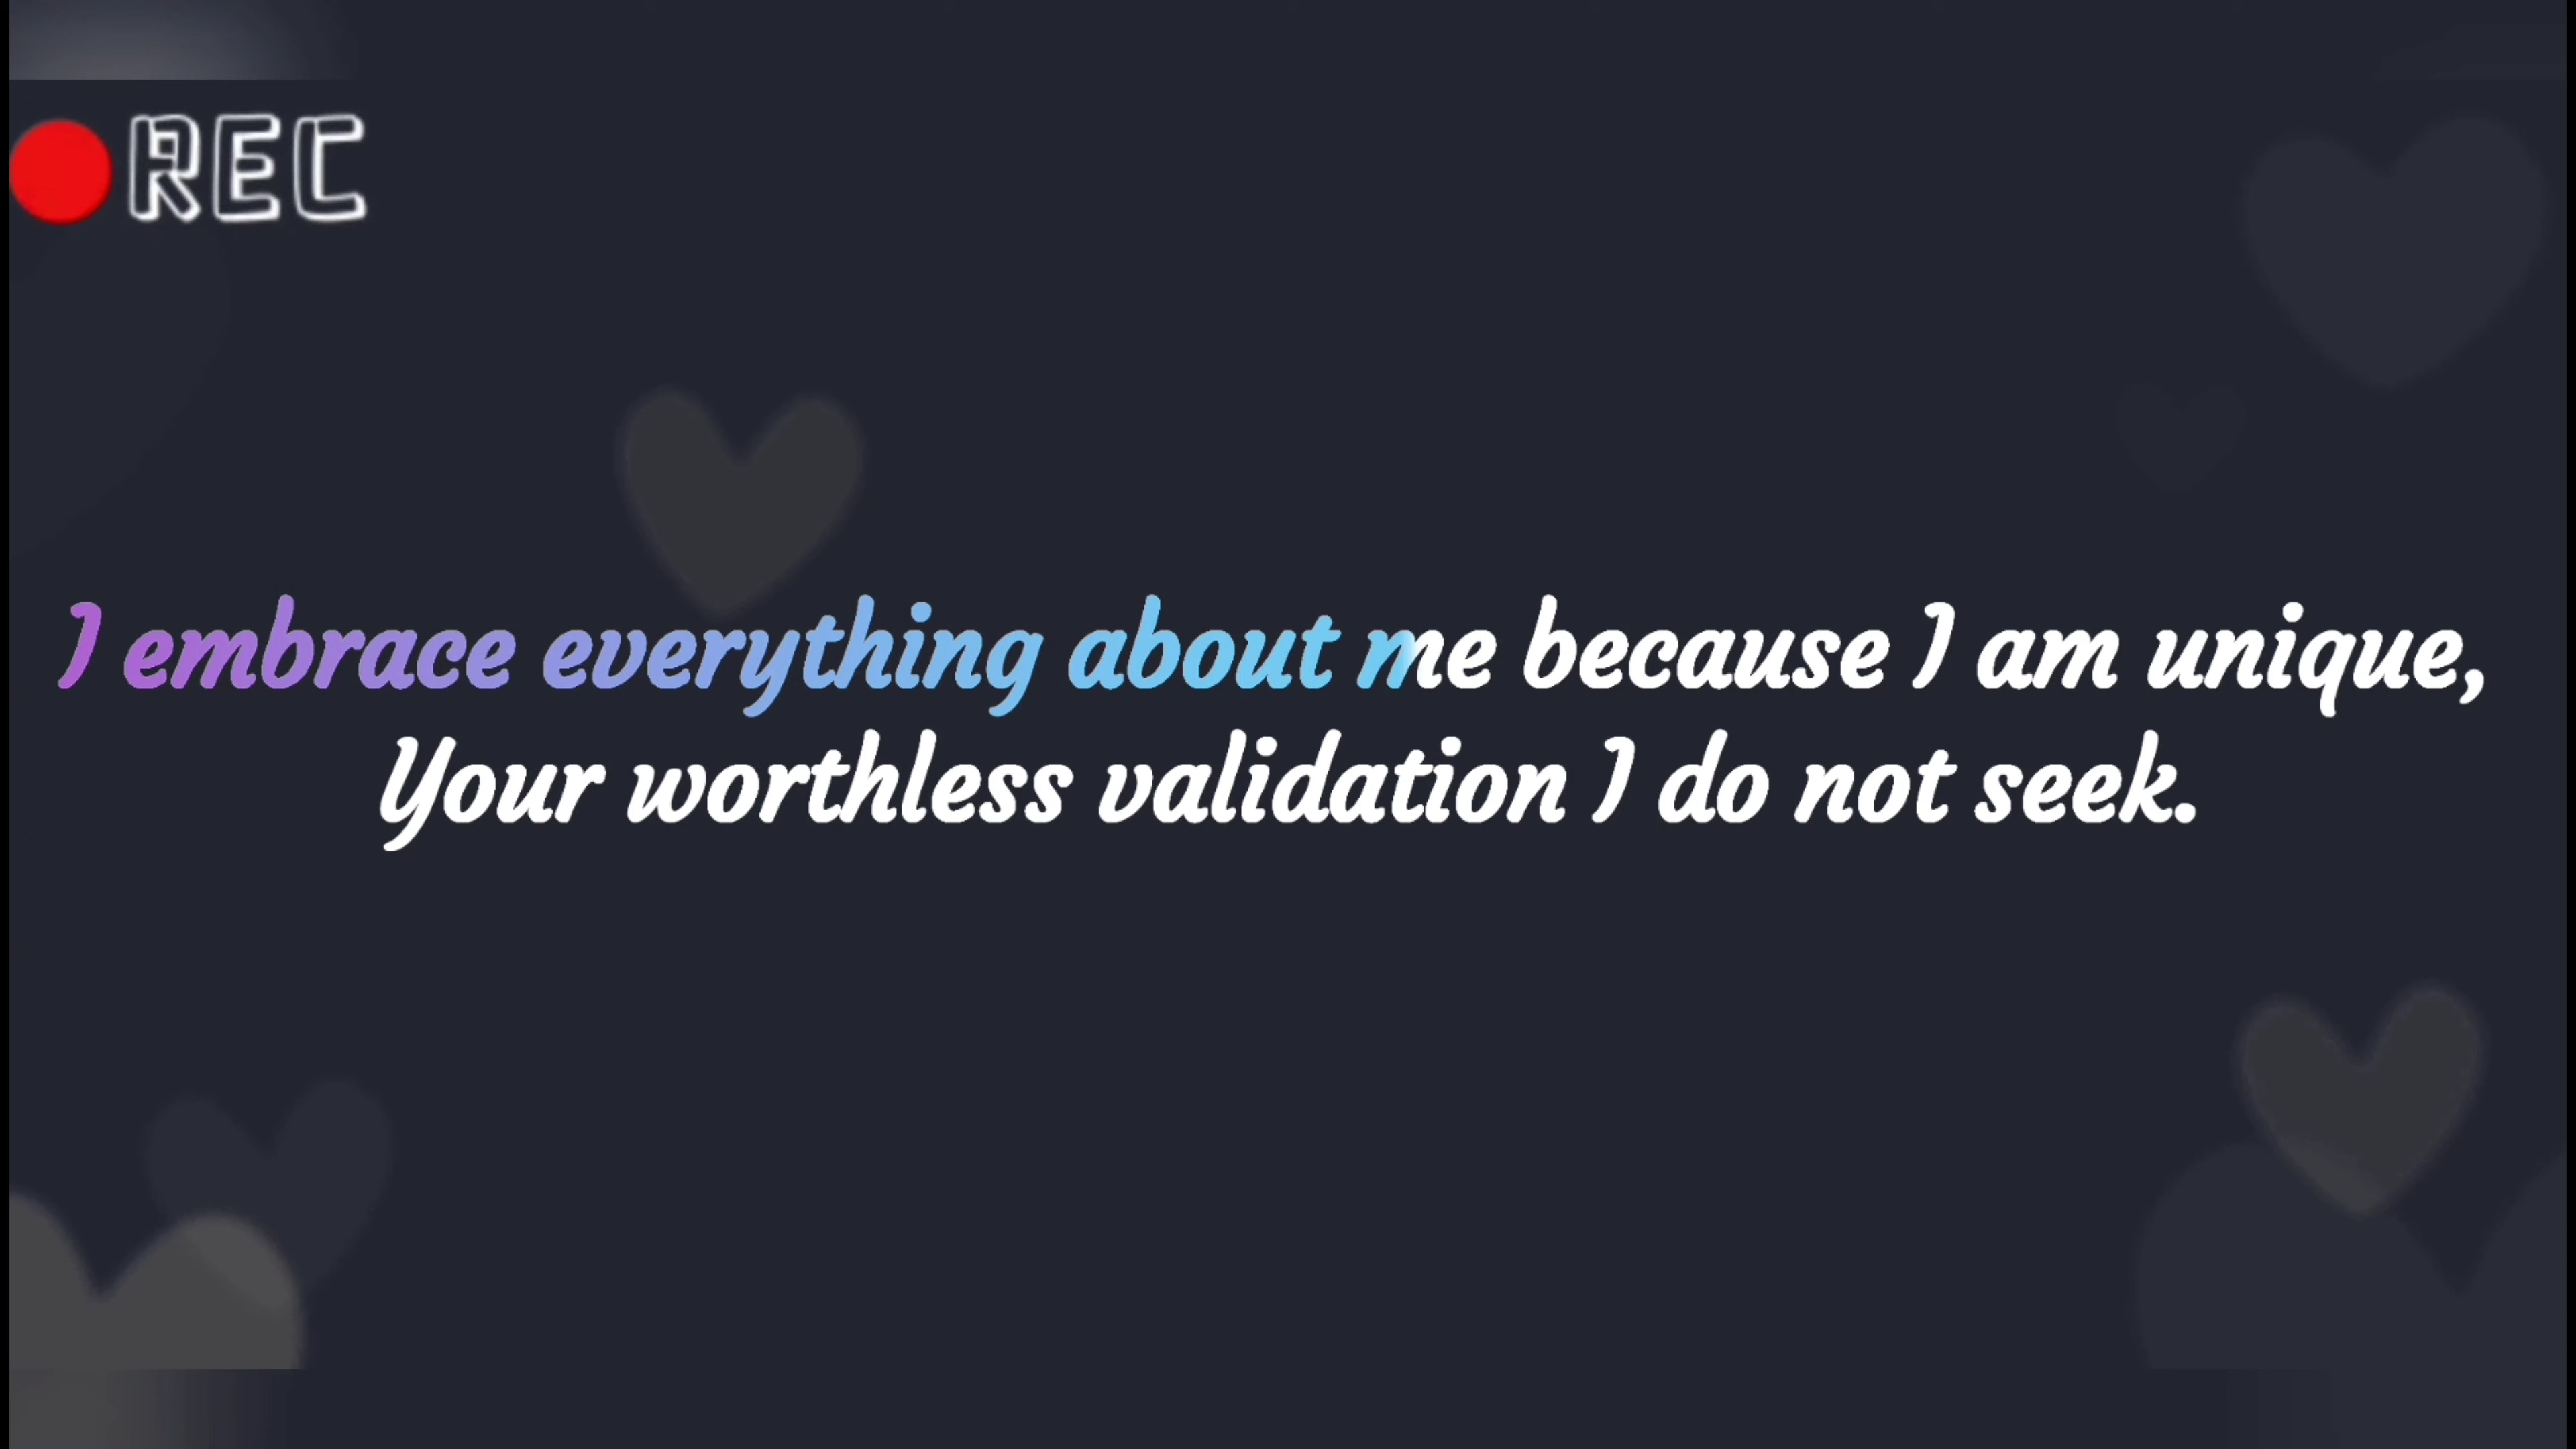 REC
I embrace everything about me because I am unique,
Your worthless validation I do not seek.